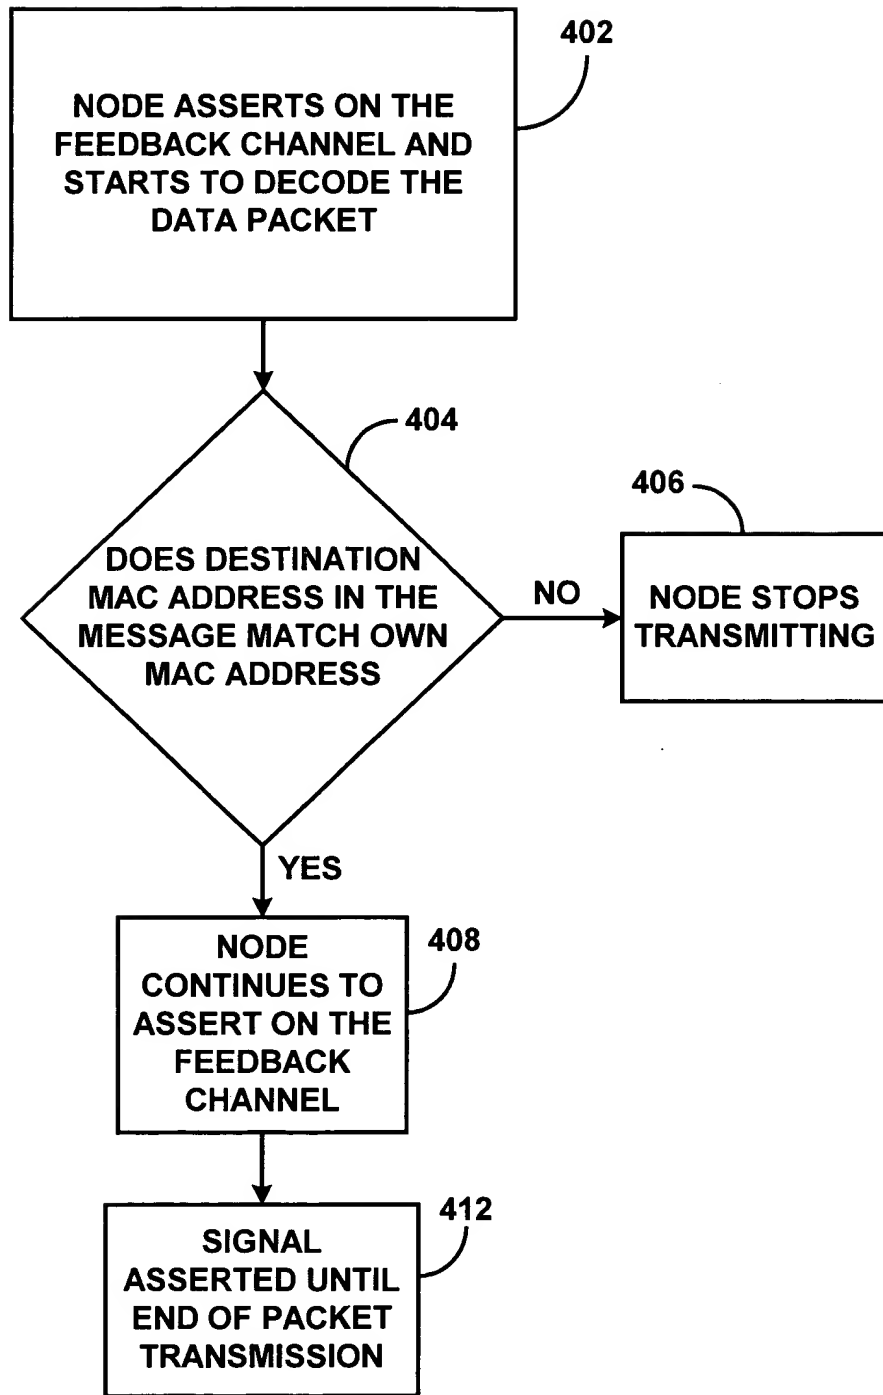 402
NODE ASSERTS ON THE
FEEDBACK CHANNEL AND
STARTS TO DECODE THE
DATA PACKET
404
DOES DESTINATION
MAC ADDRESS IN THE
MESSAGE MATCH OWN
MAC ADDRESS
NO
406
NODE STOPS
TRANSMITTING
YES
408
NODE
CONTINUES TO
ASSERT ON THE
FEEDBACK
CHANNEL
412
SIGNAL
ASSERTED UNTIL
END OF PACKET
TRANSMISSION